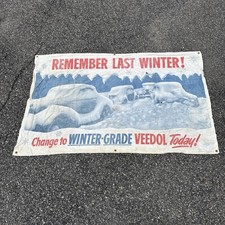 REMEMBER LAST WINTER!
Change to WINTER-GRADE VEEDOL Today!